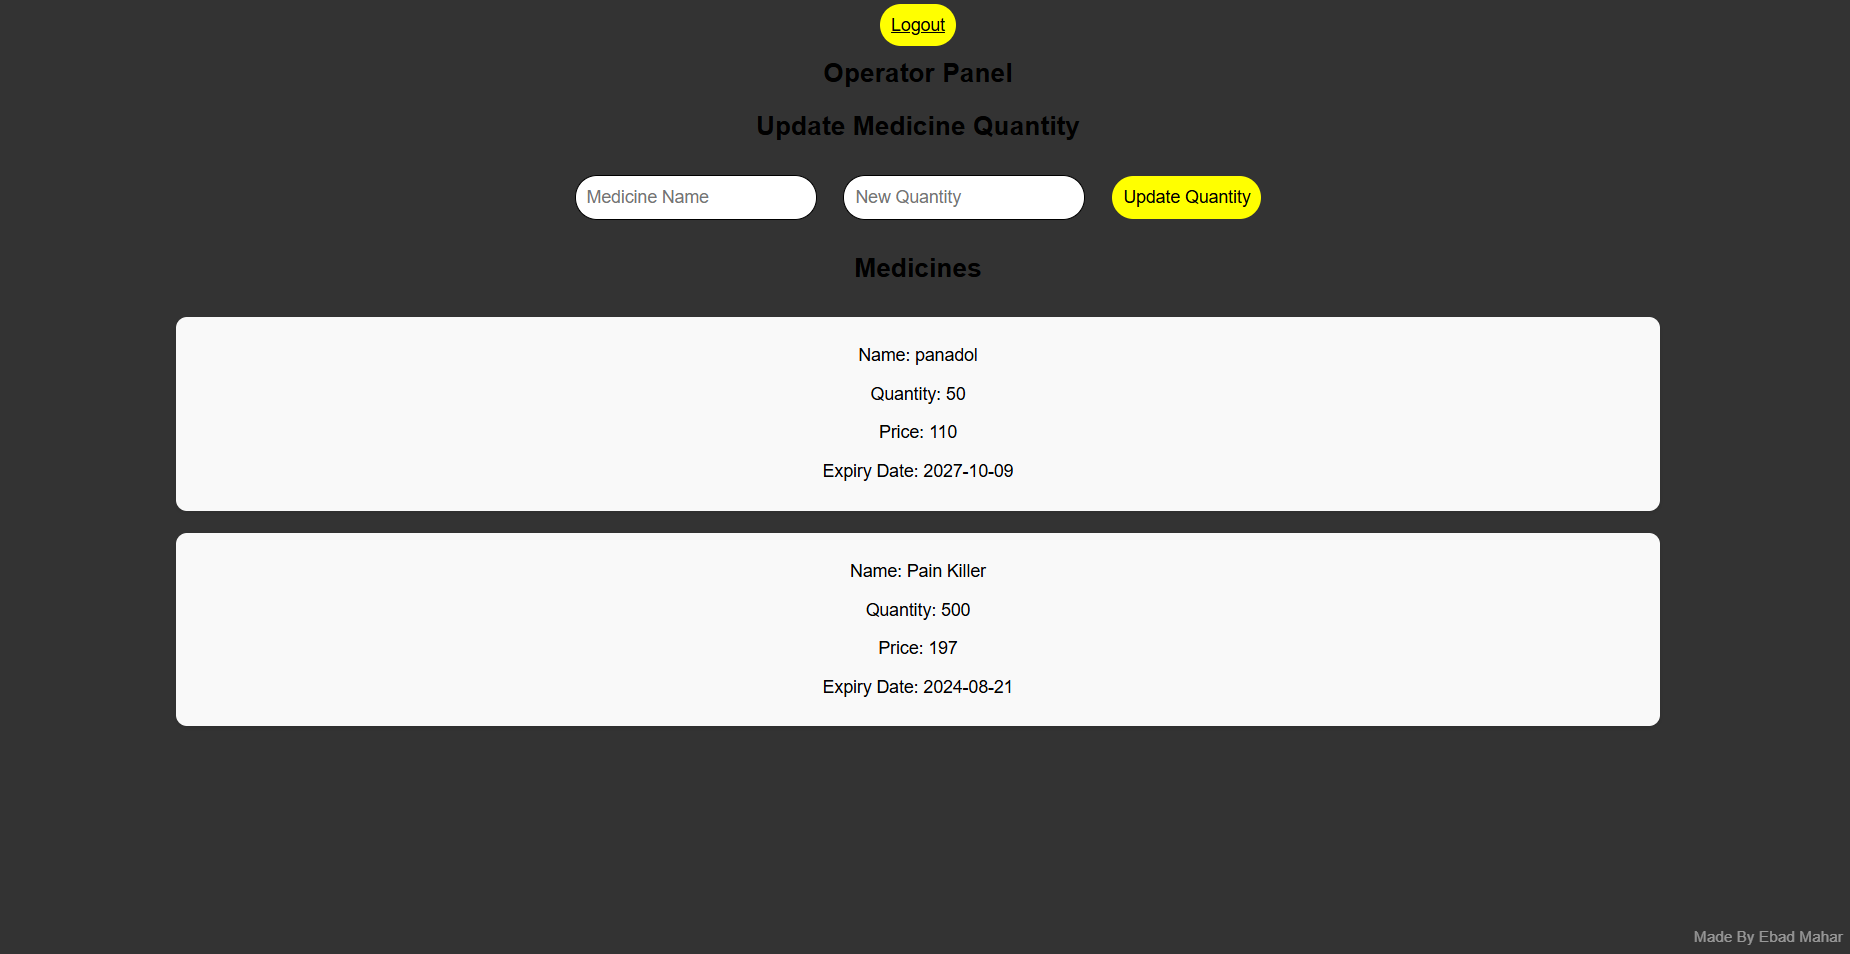 Logout
Operator Panel
Update Medicine Quantity
Medicine Name New Quantity Update Quantity
Medicines
Name: panadol
Quantity: 50
Price: 110
Expiry Date: 2027-10-09
Name: Pain Killer
Quantity: 500
Price: 197
Expiry Date: 2024-08-21
Made By Ebad Mahar